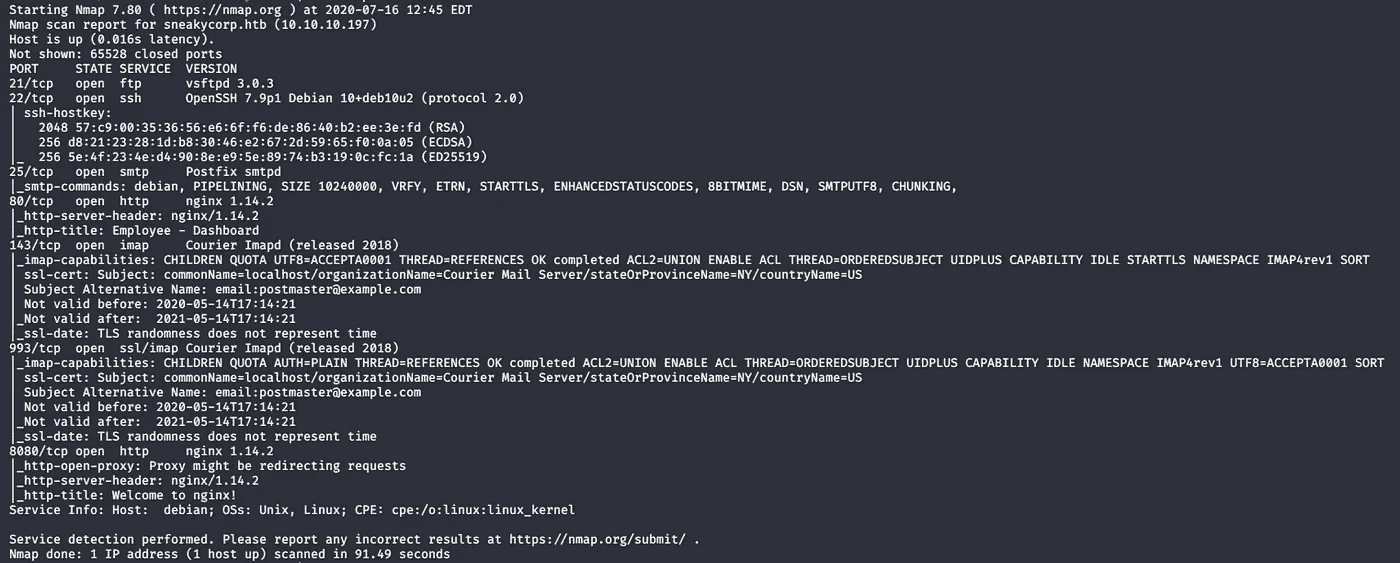 Starting Nmap 7.80 ( https://nmap.org ) at 2020-07-16 12:45 EDT
Nmap scan report for sneakycorp.htb (10.10.10.197)
Host is up (0.016s latency).
Not shown: 65528 closed ports
PORT     STATE SERVICE  VERSION
21/tcp   open  ftp      vsftpd 3.0.3
22/tcp   open  ssh      OpenSSH 7.9p1 Debian 10+deb10u2 (protocol 2.0)
| ssh-hostkey:
|   2048 57:c9:00:35:36:56:e6:6f:f6:de:86:40:b2:ee:3e:fd (RSA)
|   256 d8:21:23:28:1d:b8:30:46:e2:67:2d:59:65:f0:0a:05 (ECDSA)
|_  256 5e:4f:23:4e:d4:90:8e:e9:5e:89:74:b3:19:0c:fc:1a (ED25519)
25/tcp   open  smtp     Postfix smtpd
|_smtp-commands: debian, PIPELINING, SIZE 10240000, VRFY, ETRN, STARTTLS, ENHANCEDSTATUSCODES, 8BITMIME, DSN, SMTPUTF8, CHUNKING,
80/tcp   open  http     nginx 1.14.2
|_http-server-header: nginx/1.14.2
|_http-title: Employee - Dashboard
143/tcp  open  imap     Courier Imapd (released 2018)
|_imap-capabilities: CHILDREN QUOTA UTF8=ACCEPTA0001 THREAD=REFERENCES OK completed ACL2=UNION ENABLE ACL THREAD=ORDEREDSUBJECT UIDPLUS CAPABILITY IDLE STARTTLS NAMESPACE IMAP4rev1 SORT
| ssl-cert: Subject: commonName=localhost/organizationName=Courier Mail Server/stateOrProvinceName=NY/countryName=US
| Subject Alternative Name: email:postmaster@example.com
| Not valid before: 2020-05-14T17:14:21
|_Not valid after:  2021-05-14T17:14:21
|_ssl-date: TLS randomness does not represent time
993/tcp  open  ssl/imap Courier Imapd (released 2018)
|_imap-capabilities: CHILDREN QUOTA AUTH=PLAIN THREAD=REFERENCES OK completed ACL2=UNION ENABLE ACL THREAD=ORDEREDSUBJECT UIDPLUS CAPABILITY IDLE NAMESPACE IMAP4rev1 UTF8=ACCEPTA0001 SORT
| ssl-cert: Subject: commonName=localhost/organizationName=Courier Mail Server/stateOrProvinceName=NY/countryName=US
| Subject Alternative Name: email:postmaster@example.com
| Not valid before: 2020-05-14T17:14:21
|_Not valid after:  2021-05-14T17:14:21
|_ssl-date: TLS randomness does not represent time
8080/tcp open  http     nginx 1.14.2
|_http-open-proxy: Proxy might be redirecting requests
|_http-server-header: nginx/1.14.2
|_http-title: Welcome to nginx!
Service Info: Host:  debian; OSs: Unix, Linux; CPE: cpe:/o:linux:linux_kernel

Service detection performed. Please report any incorrect results at https://nmap.org/submit/ .
Nmap done: 1 IP address (1 host up) scanned in 91.49 seconds